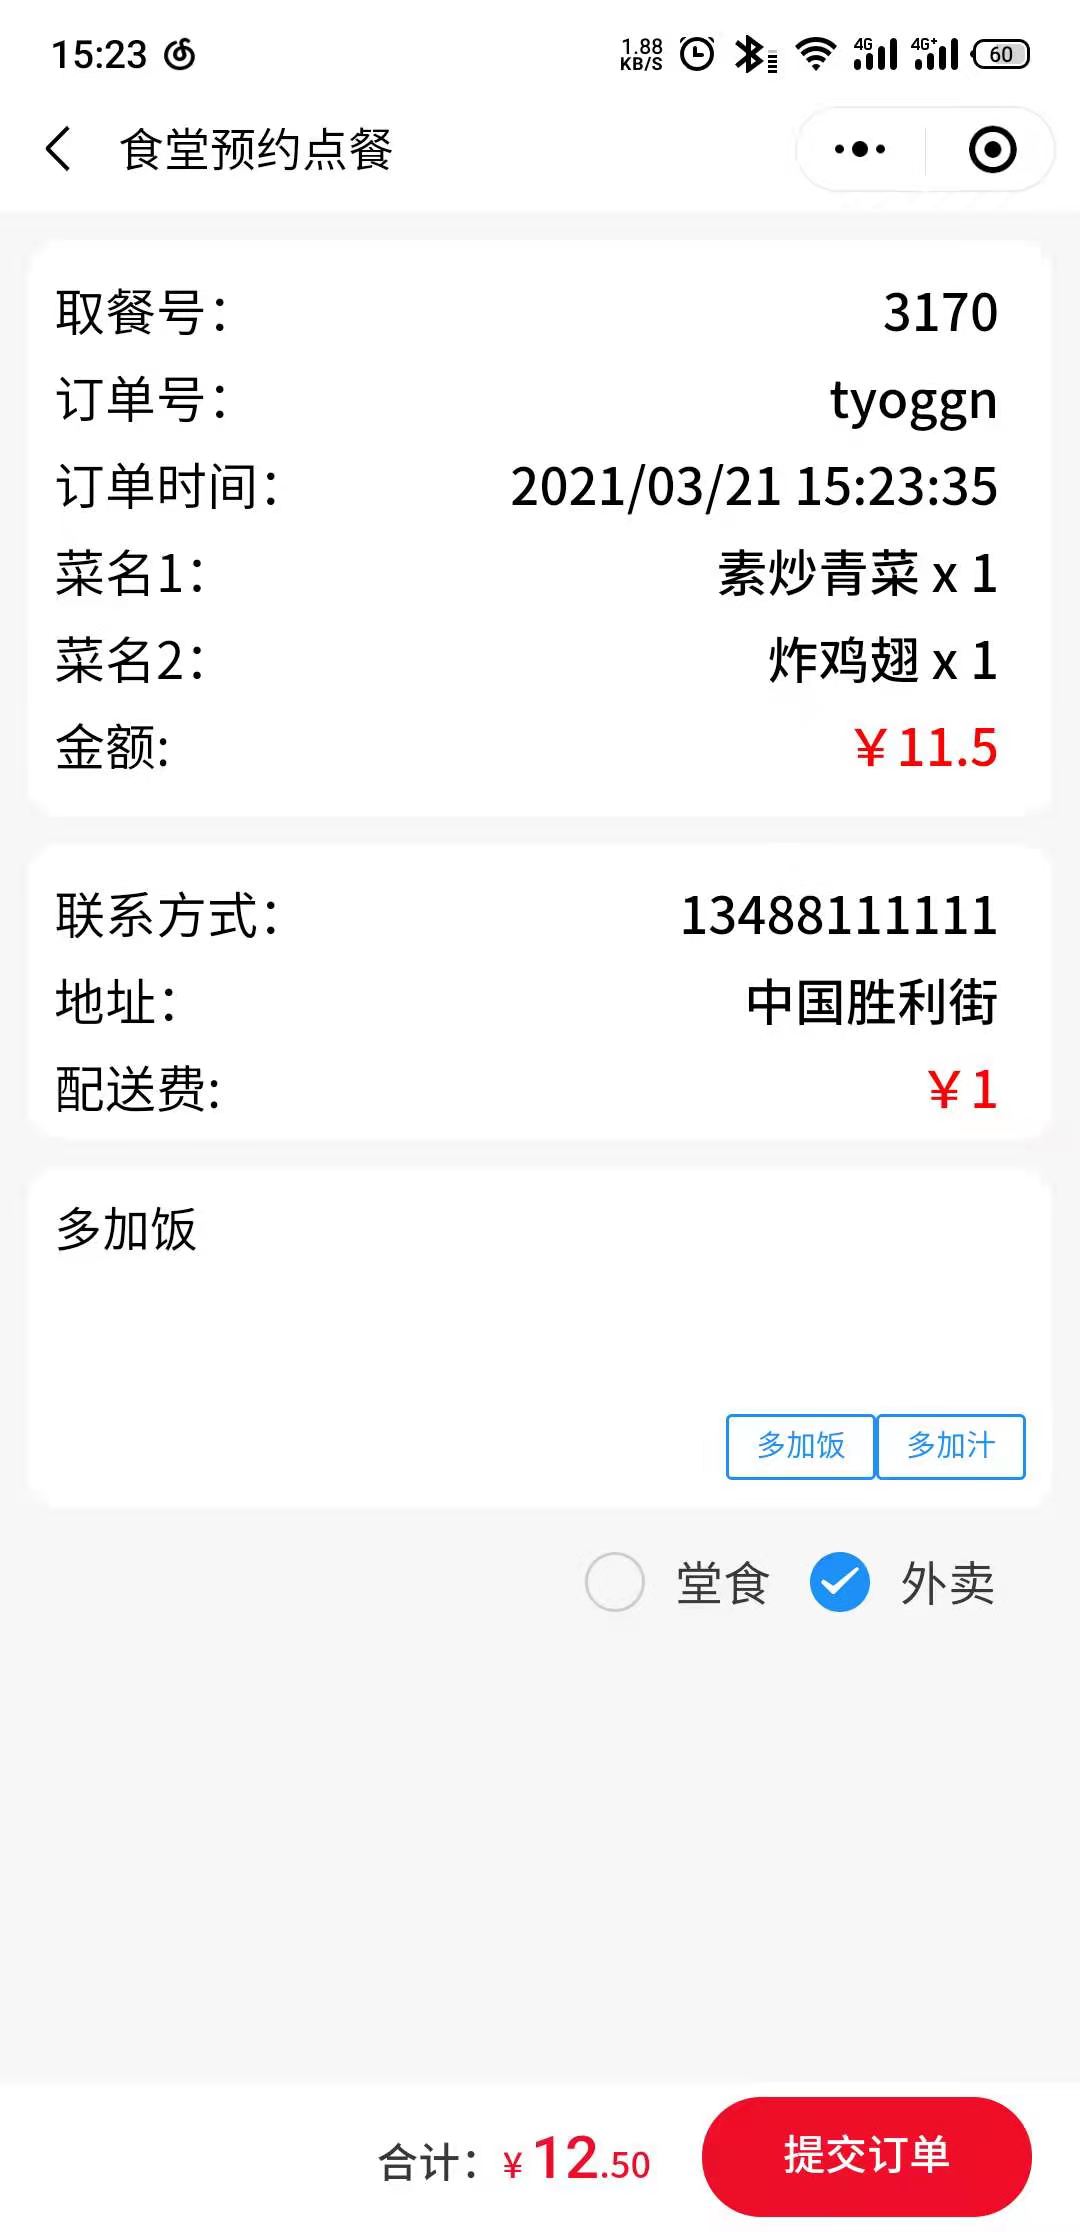 15:23
1.88 KB/S 4G 4G+ 60
食堂预约点餐
取餐号： 3170
订单号： tyoggn
订单时间： 2021/03/21 15:23:35
菜名1： 素炒青菜 x 1
菜名2： 炸鸡翅 x 1
金额: ￥11.5
联系方式： 13488111111
地址： 中国胜利街
配送费: ￥1
多加饭
多加饭 多加汁
堂食 外卖
合计：￥12.50 提交订单